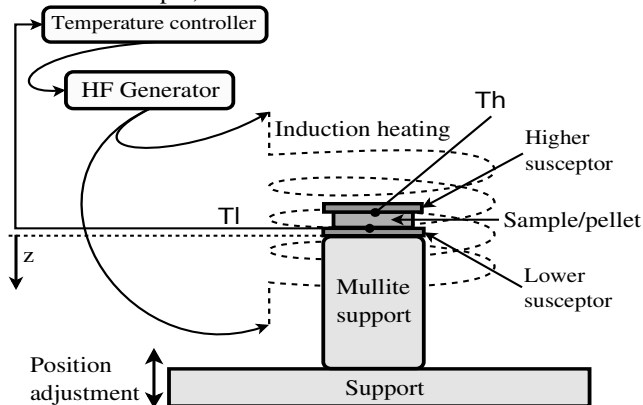 Temperature controller
HF Generator
Th
Induction heating
Higher
susceptor
Tl
Sample/pellet
z
Lower
susceptor
Mullite
support
Position
adjustment
Support